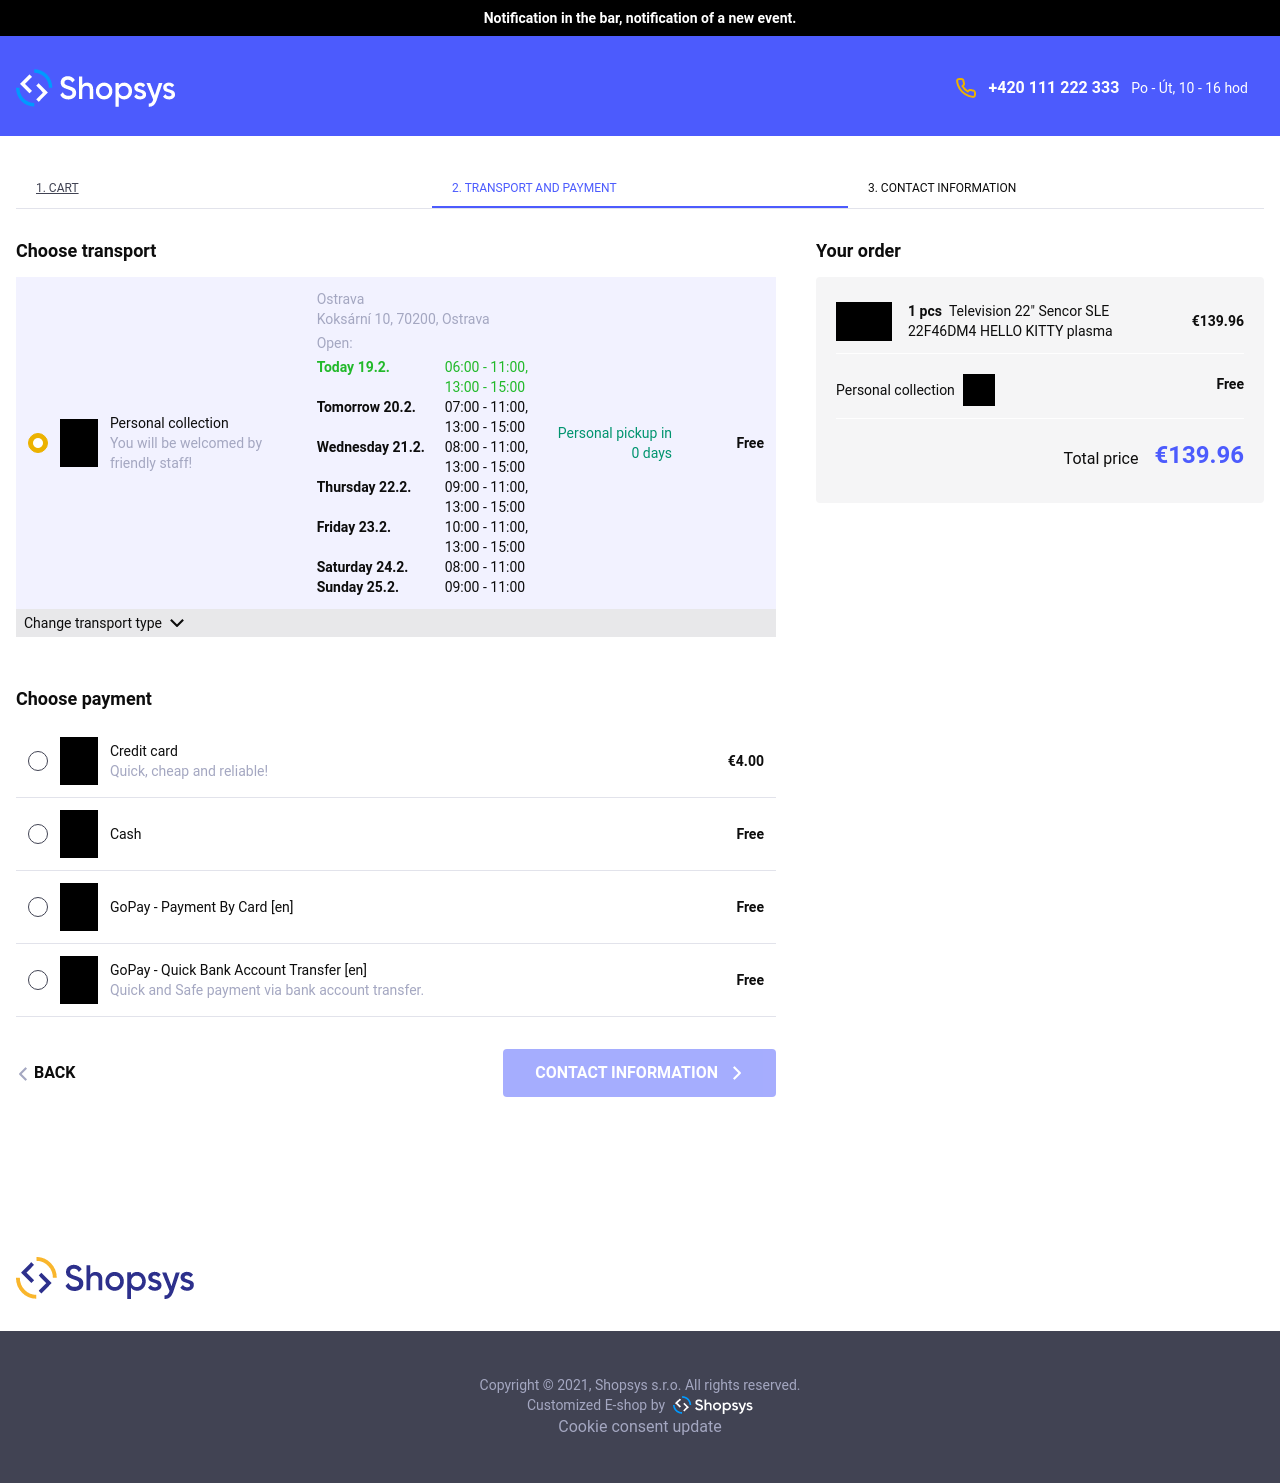 Notification in the bar, notification of a new event.
Shopsys
+420 111 222 333 Po - Út, 10 - 16 hod
1. CART
2. TRANSPORT AND PAYMENT
3. CONTACT INFORMATION
Choose transport
Personal collection
You will be welcomed by
friendly staff!
Ostrava
Koksární 10, 70200, Ostrava
Open:
Today 19.2. 06:00 - 11:00,
13:00 - 15:00
Tomorrow 20.2. 07:00 - 11:00,
13:00 - 15:00
Wednesday 21.2. 08:00 - 11:00,
13:00 - 15:00
Thursday 22.2. 09:00 - 11:00,
13:00 - 15:00
Friday 23.2. 10:00 - 11:00,
13:00 - 15:00
Saturday 24.2. 08:00 - 11:00
Sunday 25.2. 09:00 - 11:00
Personal pickup in
0 days
Free
Change transport type
Your order
1 pcs Television 22" Sencor SLE
22F46DM4 HELLO KITTY plasma
€139.96
Personal collection
Free
Total price €139.96
Choose payment
Credit card
Quick, cheap and reliable!
€4.00
Cash
Free
GoPay - Payment By Card [en]
Free
GoPay - Quick Bank Account Transfer [en]
Quick and Safe payment via bank account transfer.
Free
BACK
CONTACT INFORMATION
Shopsys
Copyright © 2021, Shopsys s.r.o. All rights reserved.
Customized E-shop by Shopsys
Cookie consent update